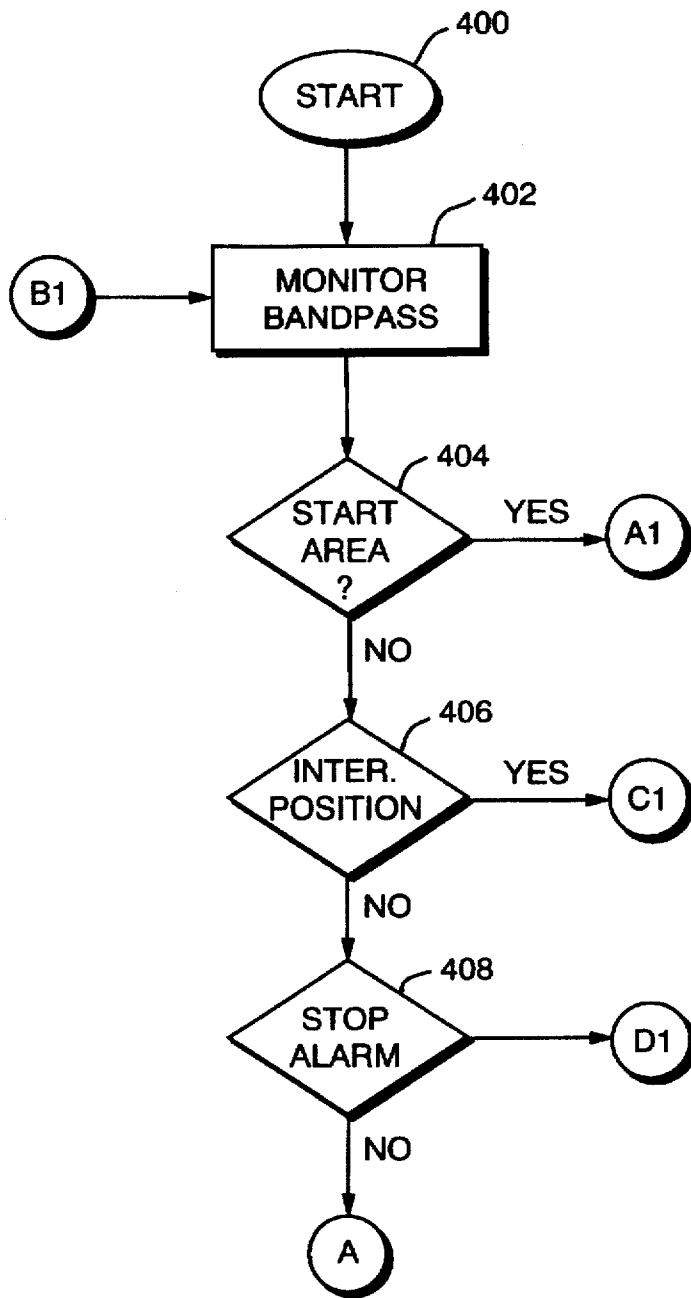 400
START
402
B1
MONITOR
BANDPASS
404
START
AREA
?
YES
A1
NO
406
INTER.
POSITION
YES
C1
NO
408
STOP
ALARM
D1
NO
A